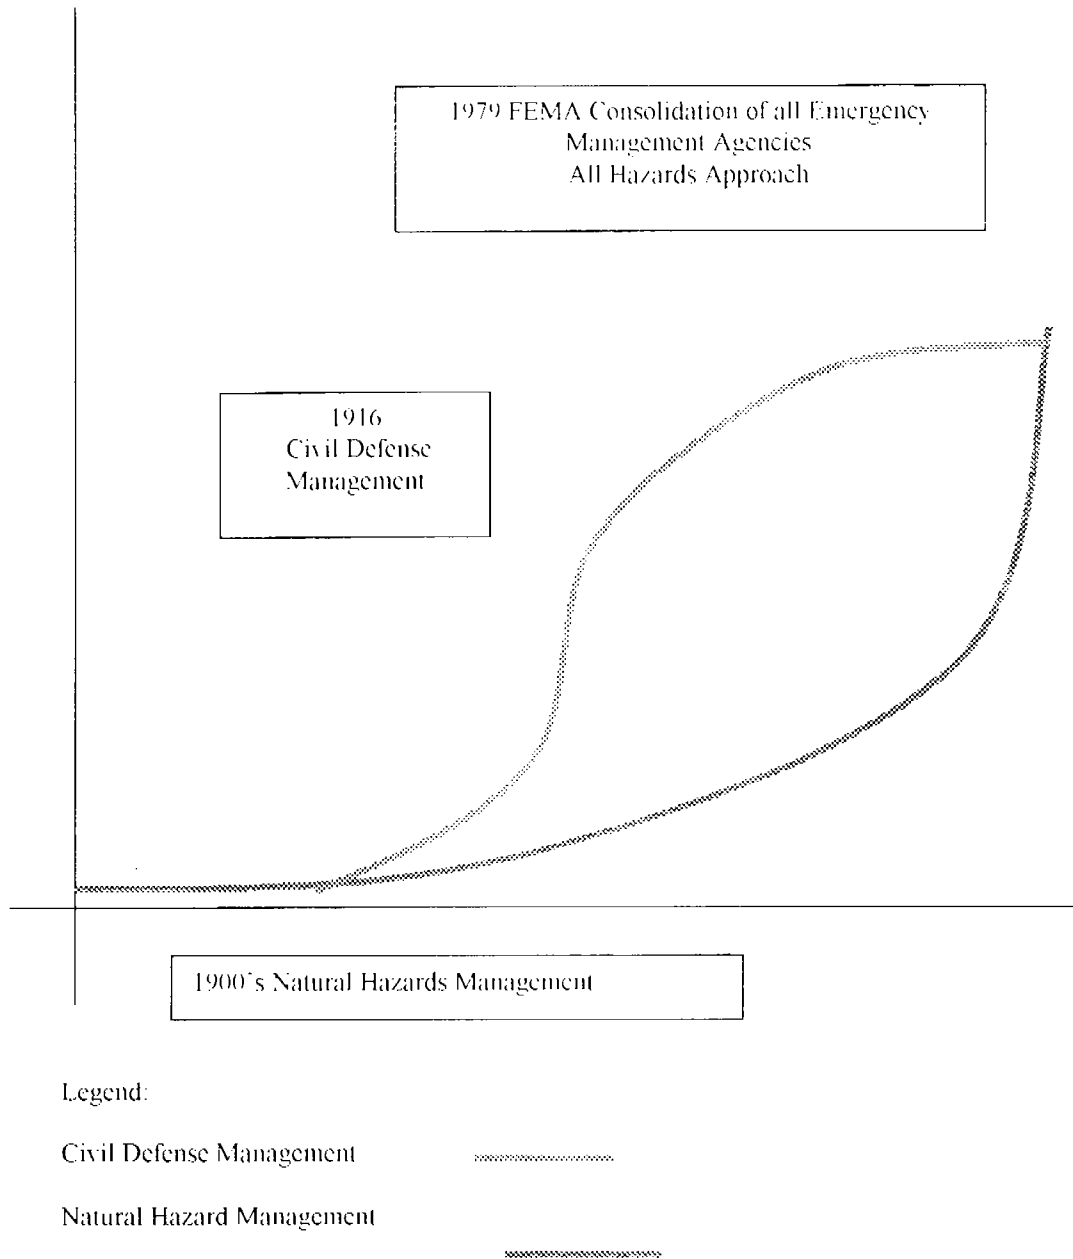 1979 FEMA Consolidation of all Emergency
Management Agencies
All Hazards Approach
1916
Civil Defense
Management
1900's Natural Hazards Management
Legend:
Civil Defense Management
Natural Hazard Management